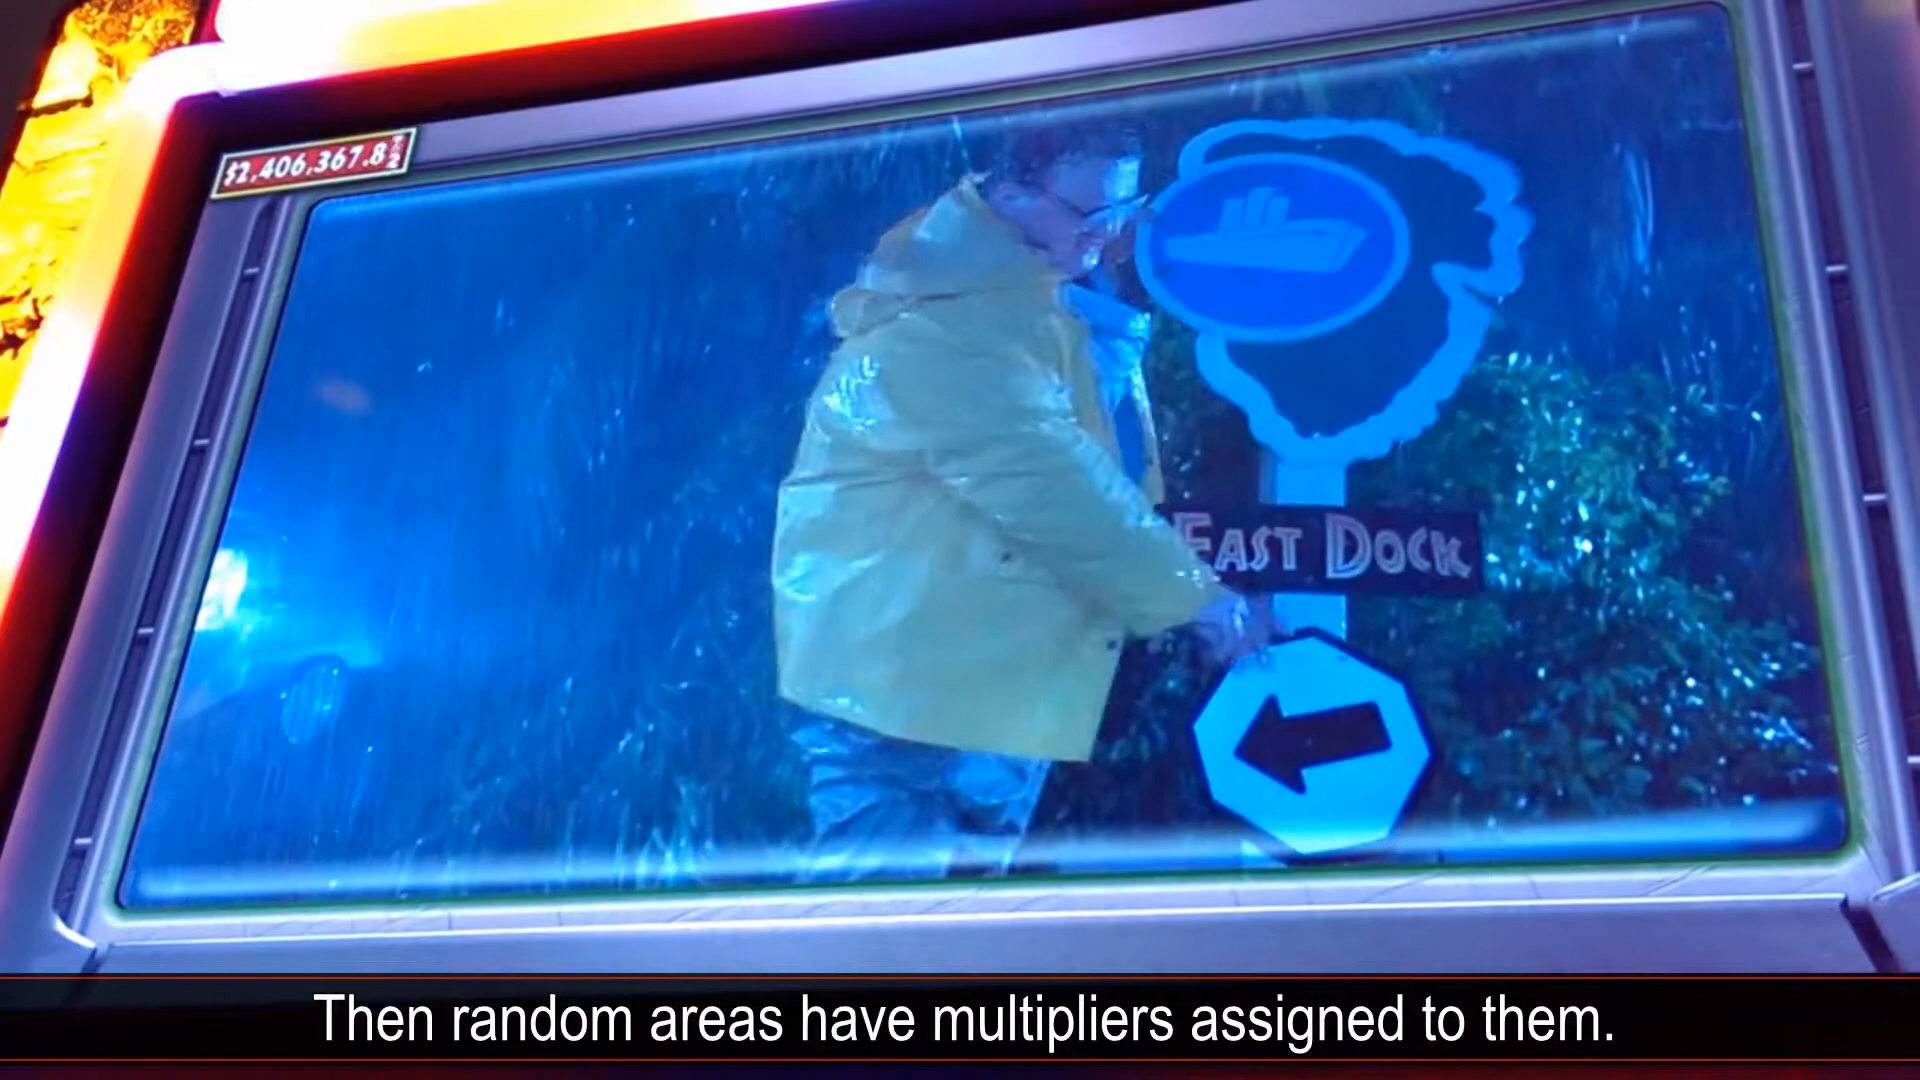 $2,406,367.8
EAST DOCK
Then random areas have multipliers assigned to them.